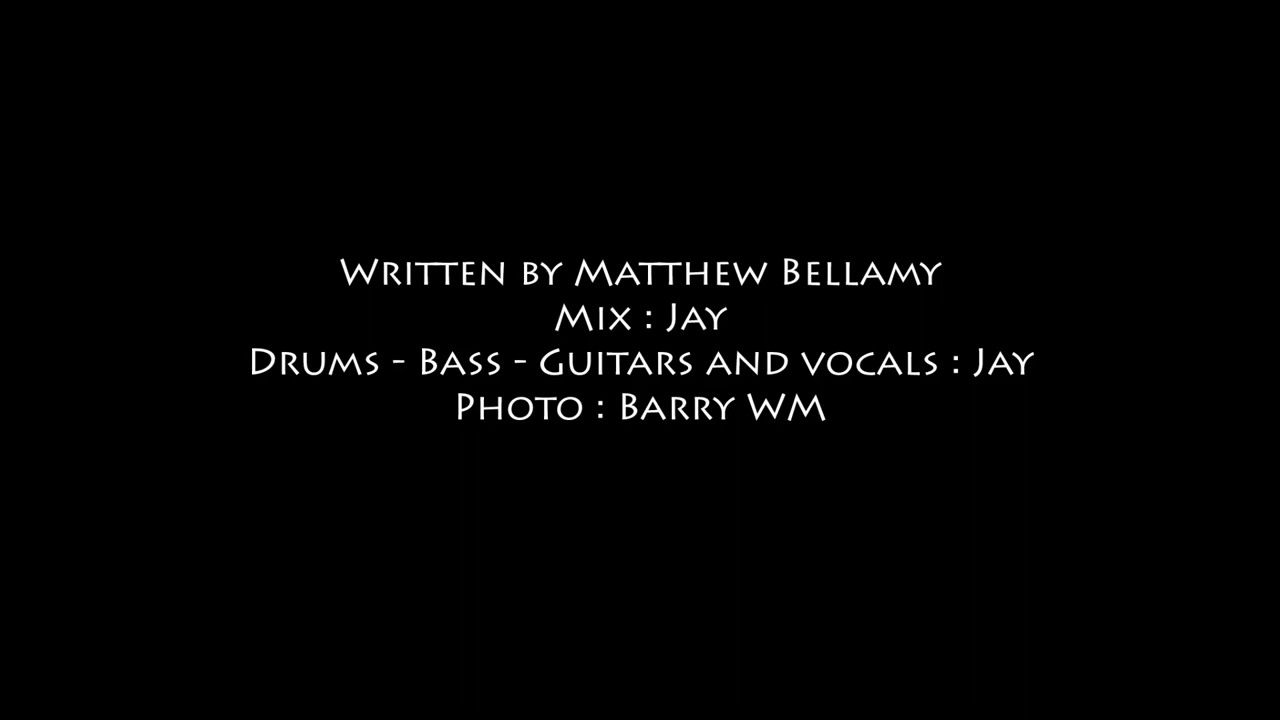 Written by Matthew Bellamy
Mix : Jay
Drums - Bass - Guitars and vocals : Jay
Photo : Barry WM